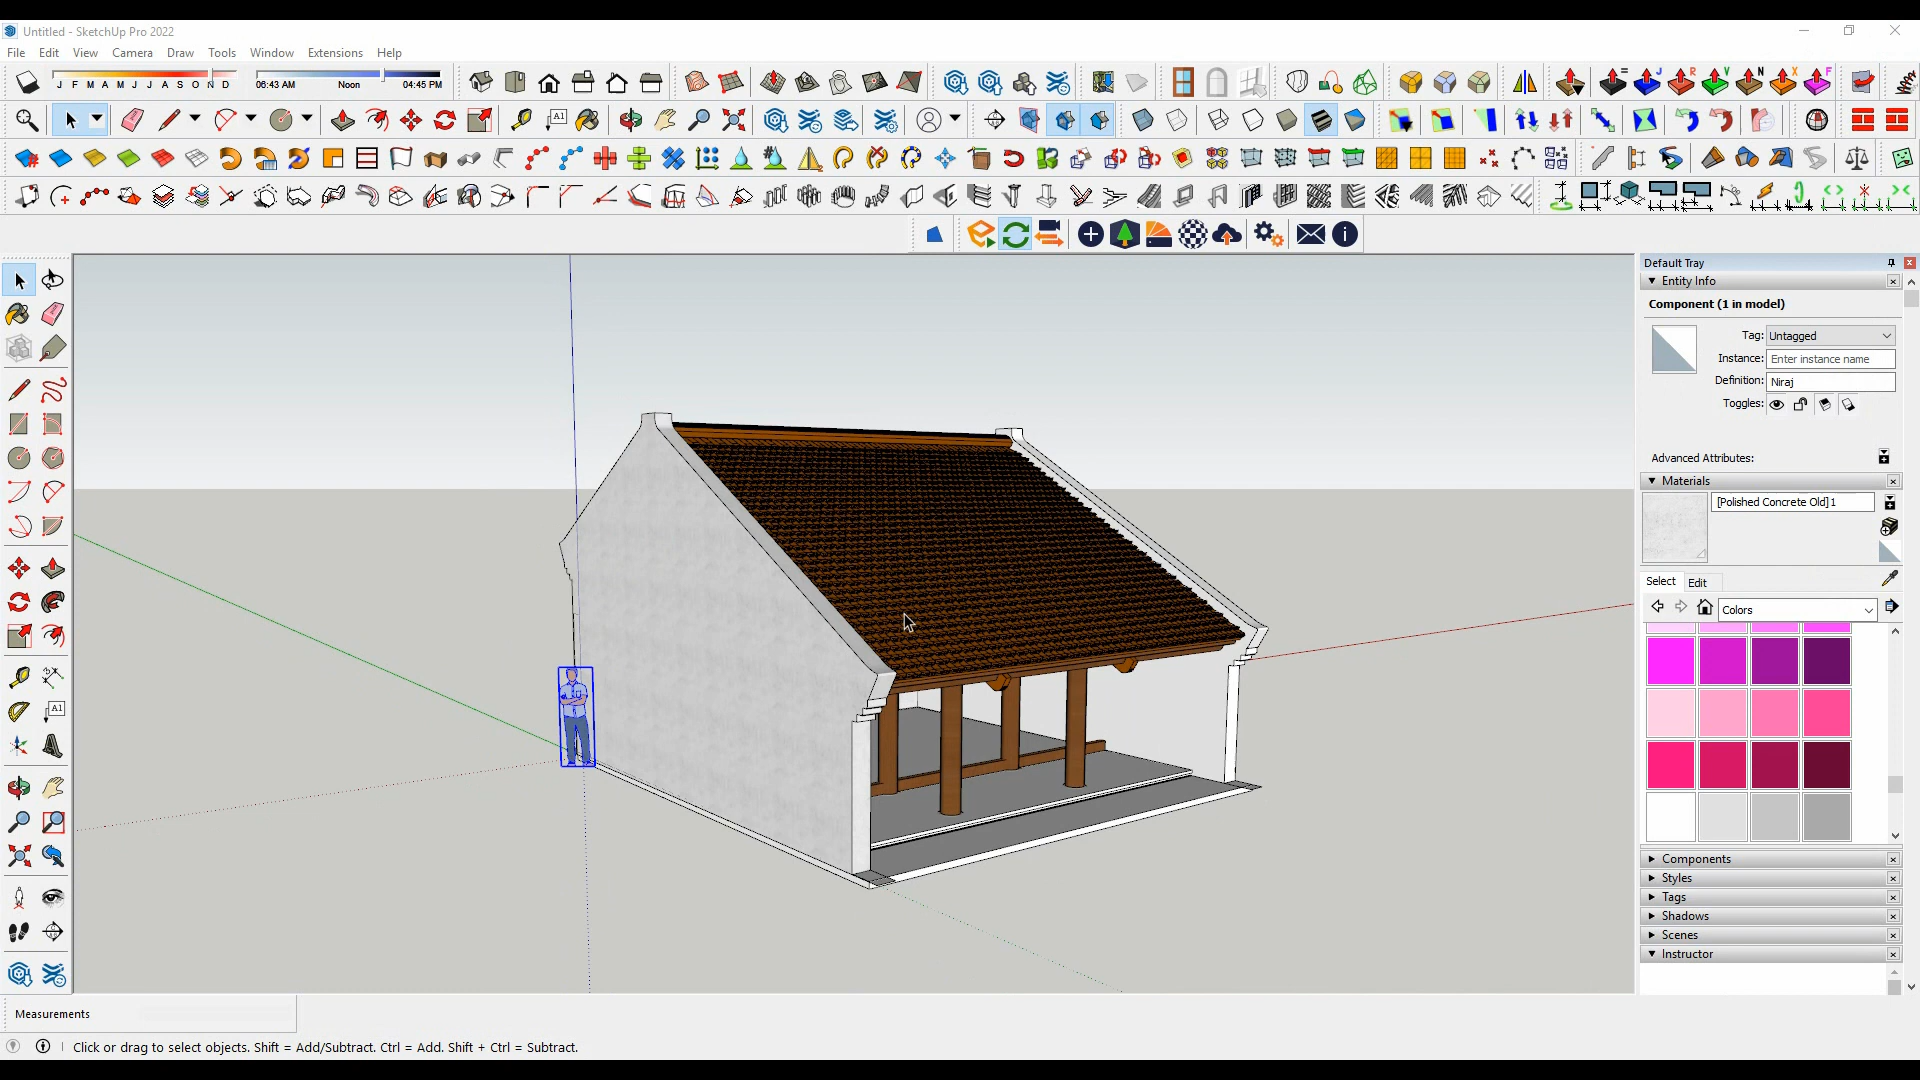 Untitled - SketchUp Pro 2022
File Edit View Camera Draw Tools Window Extensions Help
J F M A M J J A S O N D 06:43 AM Noon 04:45 PM
Default Tray
Entity Info
Component (1 in model)
Tag: Untagged
Instance: Enter instance name
Definition: Niraj
Toggles:
Advanced Attributes:
Materials
[Polished Concrete Old]1
Select Edit
Colors
Components
Styles
Tags
Shadows
Scenes
Instructor
Measurements
Click or drag to select objects. Shift = Add/Subtract. Ctrl = Add. Shift + Ctrl = Subtract.